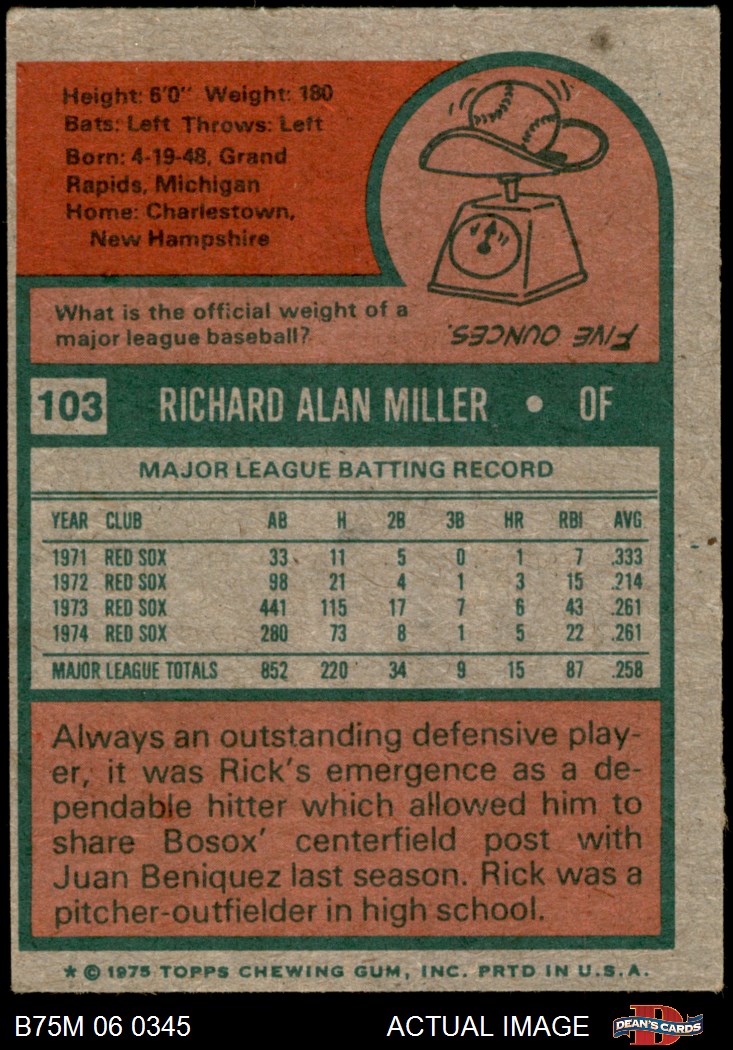 Height: 6'0" Weight: 180
Bats: Left Throws: Left
Born: 4-19-48, Grand
Rapids, Michigan
Home: Charlestown,
New Hampshire
What is the official weight of a
major league baseball?
FIVE OUNCES.
103 RICHARD ALAN MILLER • OF
MAJOR LEAGUE BATTING RECORD
YEAR CLUB AB H 2B 3B HR RBI AVG
1971 RED SOX 33 11 5 0 1 7 .333
1972 RED SOX 98 21 4 1 3 15 .214
1973 RED SOX 441 115 17 7 6 43 .261
1974 RED SOX 280 73 8 1 5 22 .261
MAJOR LEAGUE TOTALS 852 220 34 9 15 87 .258
Always an outstanding defensive play-
er, it was Rick's emergence as a de-
pendable hitter which allowed him to
share Bosox' centerfield post with
Juan Beniquez last season. Rick was a
pitcher-outfielder in high school.
* © 1975 TOPPS CHEWING GUM, INC. PRTD IN U.S.A.
B75M 06 0345 ACTUAL IMAGE D DEAN'S CARDS